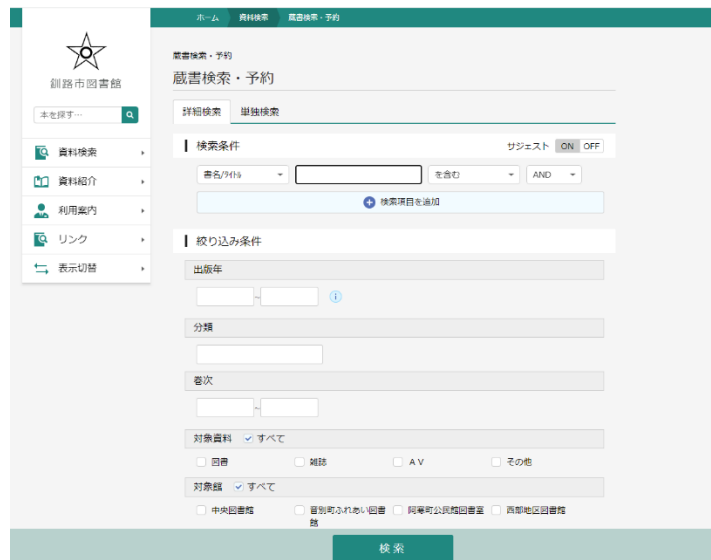 ホーム 資料検索 蔵書検索・予約
釧路市図書館
本を探す…
資料検索
資料紹介
利用案内
リンク
表示切替
蔵書検索・予約
蔵書検索・予約
詳細検索 単独検索
検索条件 サジェスト ON OFF
書名/ﾀｲﾄﾙ を含む AND
検索項目を追加
絞り込み条件
出版年
~
分類
巻次
~
対象資料 すべて
図書 雑誌 ＡＶ その他
対象館 すべて
中央図書館 音別町ふれあい図書館 阿寒町公民館図書室 西部地区図書館
検索